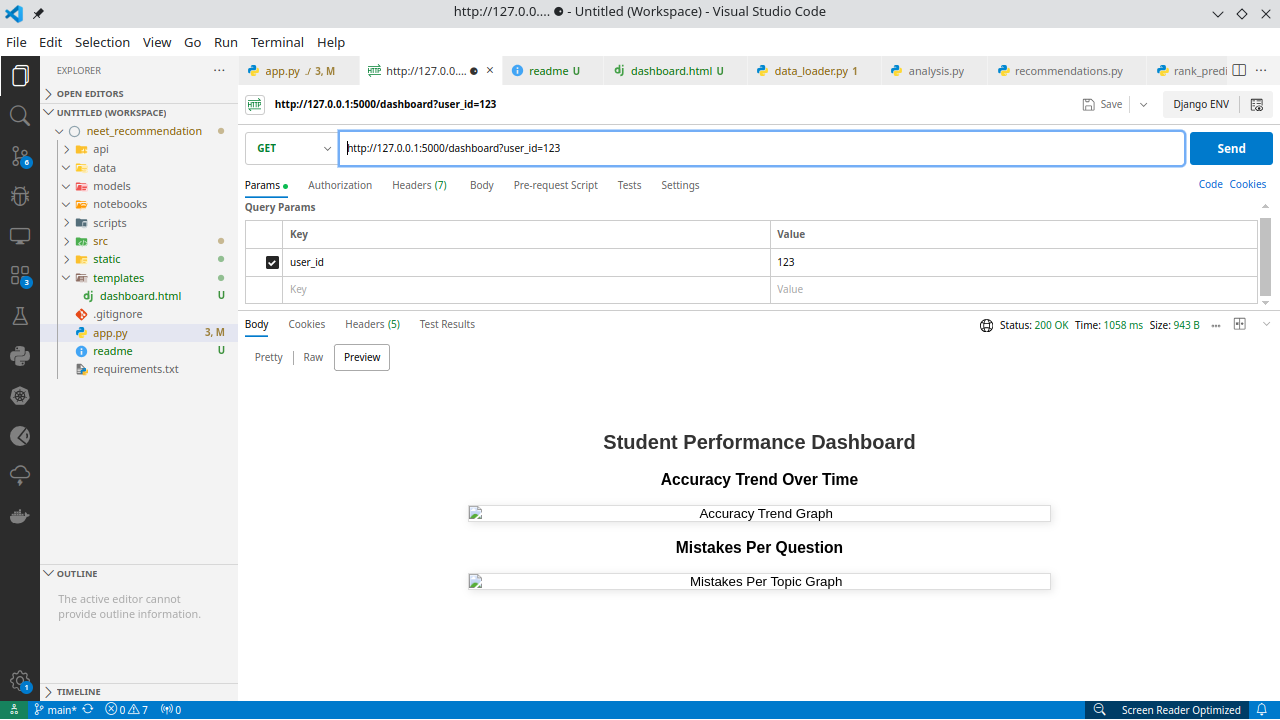 http://127.0.0.... ● - Untitled (Workspace) - Visual Studio Code
File Edit Selection View Go Run Terminal Help
EXPLORER
app.py ./ 3, M
http://127.0.0....
readme U
dashboard.html U
data_loader.py 1
analysis.py
recommendations.py
rank_predi
OPEN EDITORS
UNTITLED (WORKSPACE)
neet_recommendation
api
data
models
notebooks
scripts
src
static
templates
dashboard.html U
.gitignore
app.py 3, M
readme U
requirements.txt
OUTLINE
The active editor cannot
provide outline information.
TIMELINE
6
3
1
HTTP http://127.0.0.1:5000/dashboard?user_id=123
Save
Django ENV
GET
http://127.0.0.1:5000/dashboard?user_id=123
Send
Params Authorization Headers (7) Body Pre-request Script Tests Settings
Code Cookies
Query Params
Key Value
user_id 123
Key Value
Body Cookies Headers (5) Test Results
Status: 200 OK Time: 1058 ms Size: 943 B
Pretty Raw Preview
Student Performance Dashboard
Accuracy Trend Over Time
Accuracy Trend Graph
Mistakes Per Question
Mistakes Per Topic Graph
main* 0 7 0
Screen Reader Optimized